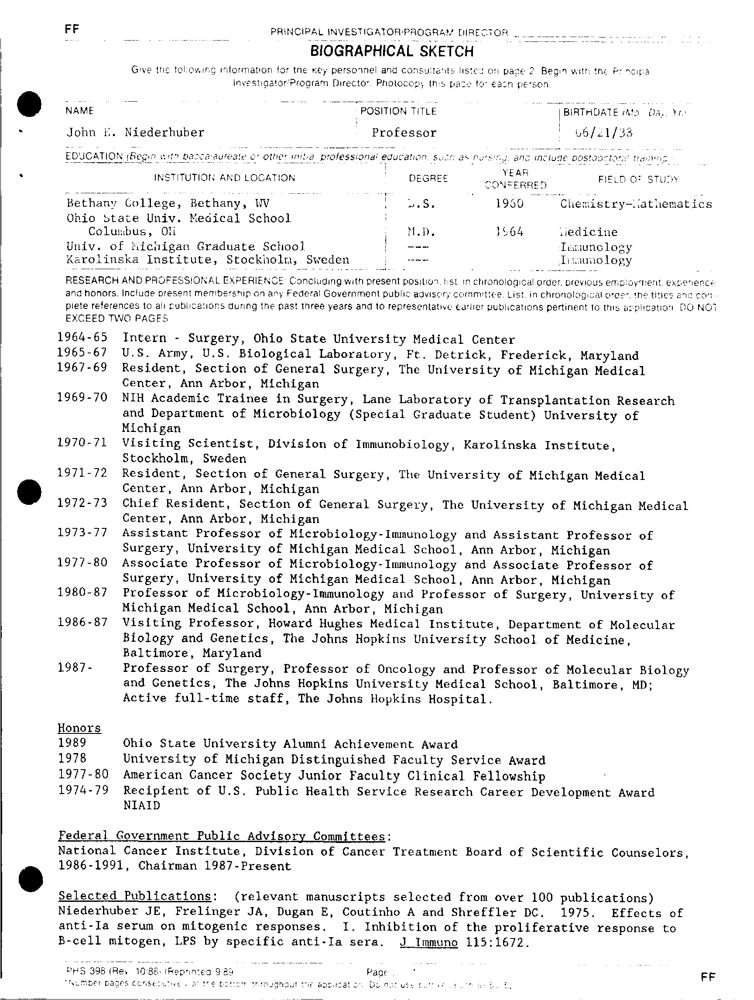 FF
PRINCIPAL INVESTIGATOR/PROGRAM DIRECTOR
BIOGRAPHICAL SKETCH
Give the following information for the key personnel and consultants listed on page 2. Begin with the Principal
Investigator/Program Director. Photocopy this page for each person.
NAME POSITION TITLE BIRTHDATE (Mo., Day, Yr.)
John E. Niederhuber Professor 06/21/38
EDUCATION (Begin with baccalaureate or other initial professional education, such as nursing, and include postdoctoral training.)
INSTITUTION AND LOCATION DEGREE YEAR CONFERRED FIELD OF STUDY
Bethany College, Bethany, WV B.S. 1960 Chemistry-Mathematics
Ohio State Univ. Medical School
Columbus, OH M.D. 1964 Medicine
Univ. of Michigan Graduate School --- Immunology
Karolinska Institute, Stockholm, Sweden ---- Immunology
RESEARCH AND PROFESSIONAL EXPERIENCE: Concluding with present position, list, in chronological order, previous employment, experience,
and honors. Include present membership on any Federal Government public advisory committee. List, in chronological order, the titles and com-
plete references to all publications during the past three years and to representative earlier publications pertinent to this application. DO NOT
EXCEED TWO PAGES
1964-65 Intern - Surgery, Ohio State University Medical Center
1965-67 U.S. Army, U.S. Biological Laboratory, Ft. Detrick, Frederick, Maryland
1967-69 Resident, Section of General Surgery, The University of Michigan Medical
Center, Ann Arbor, Michigan
1969-70 NIH Academic Trainee in Surgery, Lane Laboratory of Transplantation Research
and Department of Microbiology (Special Graduate Student) University of
Michigan
1970-71 Visiting Scientist, Division of Immunobiology, Karolinska Institute,
Stockholm, Sweden
1971-72 Resident, Section of General Surgery, The University of Michigan Medical
Center, Ann Arbor, Michigan
1972-73 Chief Resident, Section of General Surgery, The University of Michigan Medical
Center, Ann Arbor, Michigan
1973-77 Assistant Professor of Microbiology-Immunology and Assistant Professor of
Surgery, University of Michigan Medical School, Ann Arbor, Michigan
1977-80 Associate Professor of Microbiology-Immunology and Associate Professor of
Surgery, University of Michigan Medical School, Ann Arbor, Michigan
1980-87 Professor of Microbiology-Immunology and Professor of Surgery, University of
Michigan Medical School, Ann Arbor, Michigan
1986-87 Visiting Professor, Howard Hughes Medical Institute, Department of Molecular
Biology and Genetics, The Johns Hopkins University School of Medicine,
Baltimore, Maryland
1987- Professor of Surgery, Professor of Oncology and Professor of Molecular Biology
and Genetics, The Johns Hopkins University Medical School, Baltimore, MD;
Active full-time staff, The Johns Hopkins Hospital.
Honors
1989 Ohio State University Alumni Achievement Award
1978 University of Michigan Distinguished Faculty Service Award
1977-80 American Cancer Society Junior Faculty Clinical Fellowship
1974-79 Recipient of U.S. Public Health Service Research Career Development Award
NIAID
Federal Government Public Advisory Committees:
National Cancer Institute, Division of Cancer Treatment Board of Scientific Counselors,
1986-1991, Chairman 1987-Present
Selected Publications: (relevant manuscripts selected from over 100 publications)
Niederhuber JE, Frelinger JA, Dugan E, Coutinho A and Shreffler DC. 1975. Effects of
anti-Ia serum on mitogenic responses. I. Inhibition of the proliferative response to
B-cell mitogen, LPS by specific anti-Ia sera. J Immuno 115:1672.
PHS 398 (Rev. 10/88) (Reprinted 9/89) Page
*Number pages consecutively at the bottom throughout the application. Do not use suffixes
FF